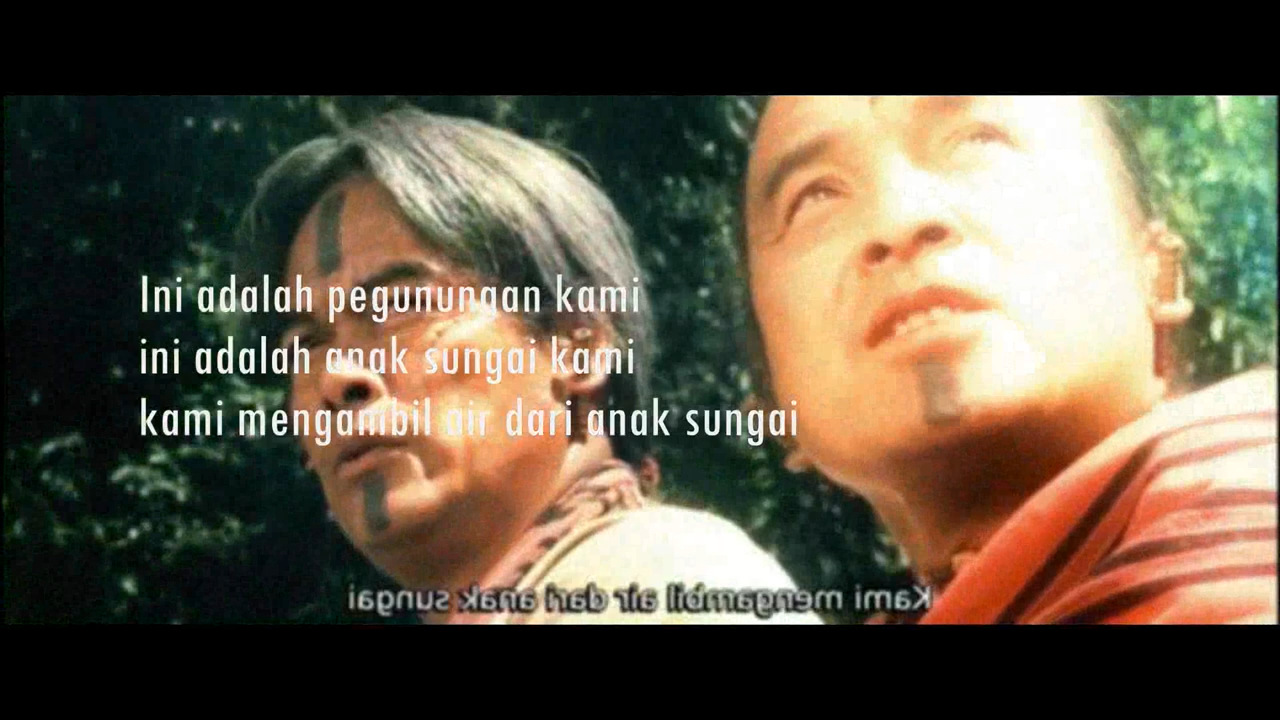 Ini adalah pegunungan kami
ini adalah anak sungai kami
kami mengambil air dari anak sungai
Kami mengambil air dari anak sungai